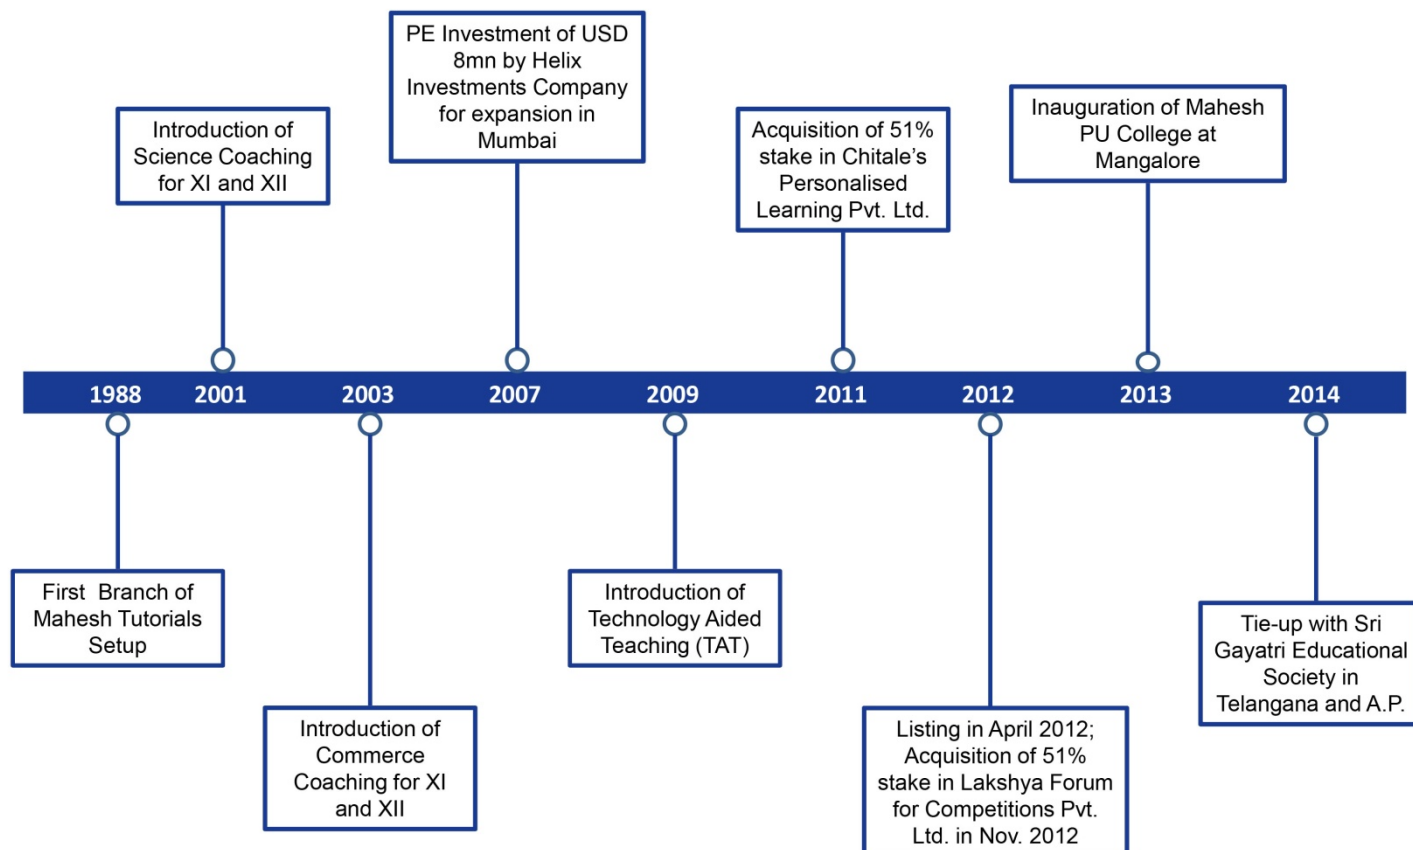 PE Investment of USD
8mn by Helix
Investments Company
for expansion in
Mumbai
Introduction of
Science Coaching
for XI and XII
Acquisition of 51%
stake in Chitale’s
Personalised
Learning Pvt. Ltd.
Inauguration of Mahesh
PU College at
Mangalore
1988 2001 2003 2007 2009 2011 2012 2013 2014
First Branch of
Mahesh Tutorials
Setup
Introduction of
Commerce
Coaching for XI
and XII
Introduction of
Technology Aided
Teaching (TAT)
Listing in April 2012;
Acquisition of 51%
stake in Lakshya Forum
for Competitions Pvt.
Ltd. in Nov. 2012
Tie-up with Sri
Gayatri Educational
Society in
Telangana and A.P.